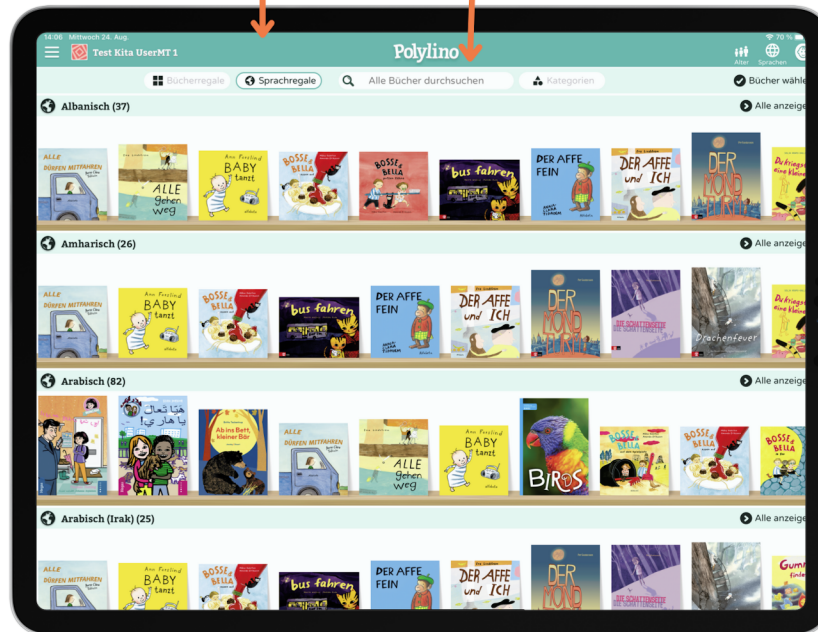 14:06 Mittwoch 24. Aug.
70 %
Test Kita UserMT 1
Polylino
Alter
Sprachen
Bücherregale
Sprachregale
Alle Bücher durchsuchen
Kategorien
Bücher wähle
Albanisch (37)
Alle anzeige
ALLE
DÜRFEN MITFAHREN
ALLE
gehen
weg
Ann Forslind
BABY
tanzt
BOSSE &
BELLA
BOSSE &
BELLA
bus fahren
DER AFFE
FEIN
DER AFFE
und ICH
DER
MOND
Du kriegst
eine kleine
Amharisch (26)
Alle anzeige
ALLE
DÜRFEN MITFAHREN
Ann Forslind
BABY
tanzt
BOSSE &
BELLA
bus fahren
DER AFFE
FEIN
DER AFFE
und ICH
DER
MOND
DIE SCHATTENSEITE
Drachenfeuer
Du kriegst
eine kleine
Arabisch (82)
Alle anzeige
هيا تعال
يا هاري!
Ab ins Bett,
kleiner Bär
ALLE
DÜRFEN MITFAHREN
ALLE
gehen
weg
Ann Forslind
BABY
tanzt
BIRDS
BOSSE &
BELLA
BOSSE &
BELLA
BOSSE &
BELLA
Arabisch (Irak) (25)
Alle anzeige
ALLE
DÜRFEN MITFAHREN
Ann Forslind
BABY
tanzt
BOSSE &
BELLA
bus fahren
DER AFFE
FEIN
DER AFFE
und ICH
DER
DIE SCHATTENSEITE